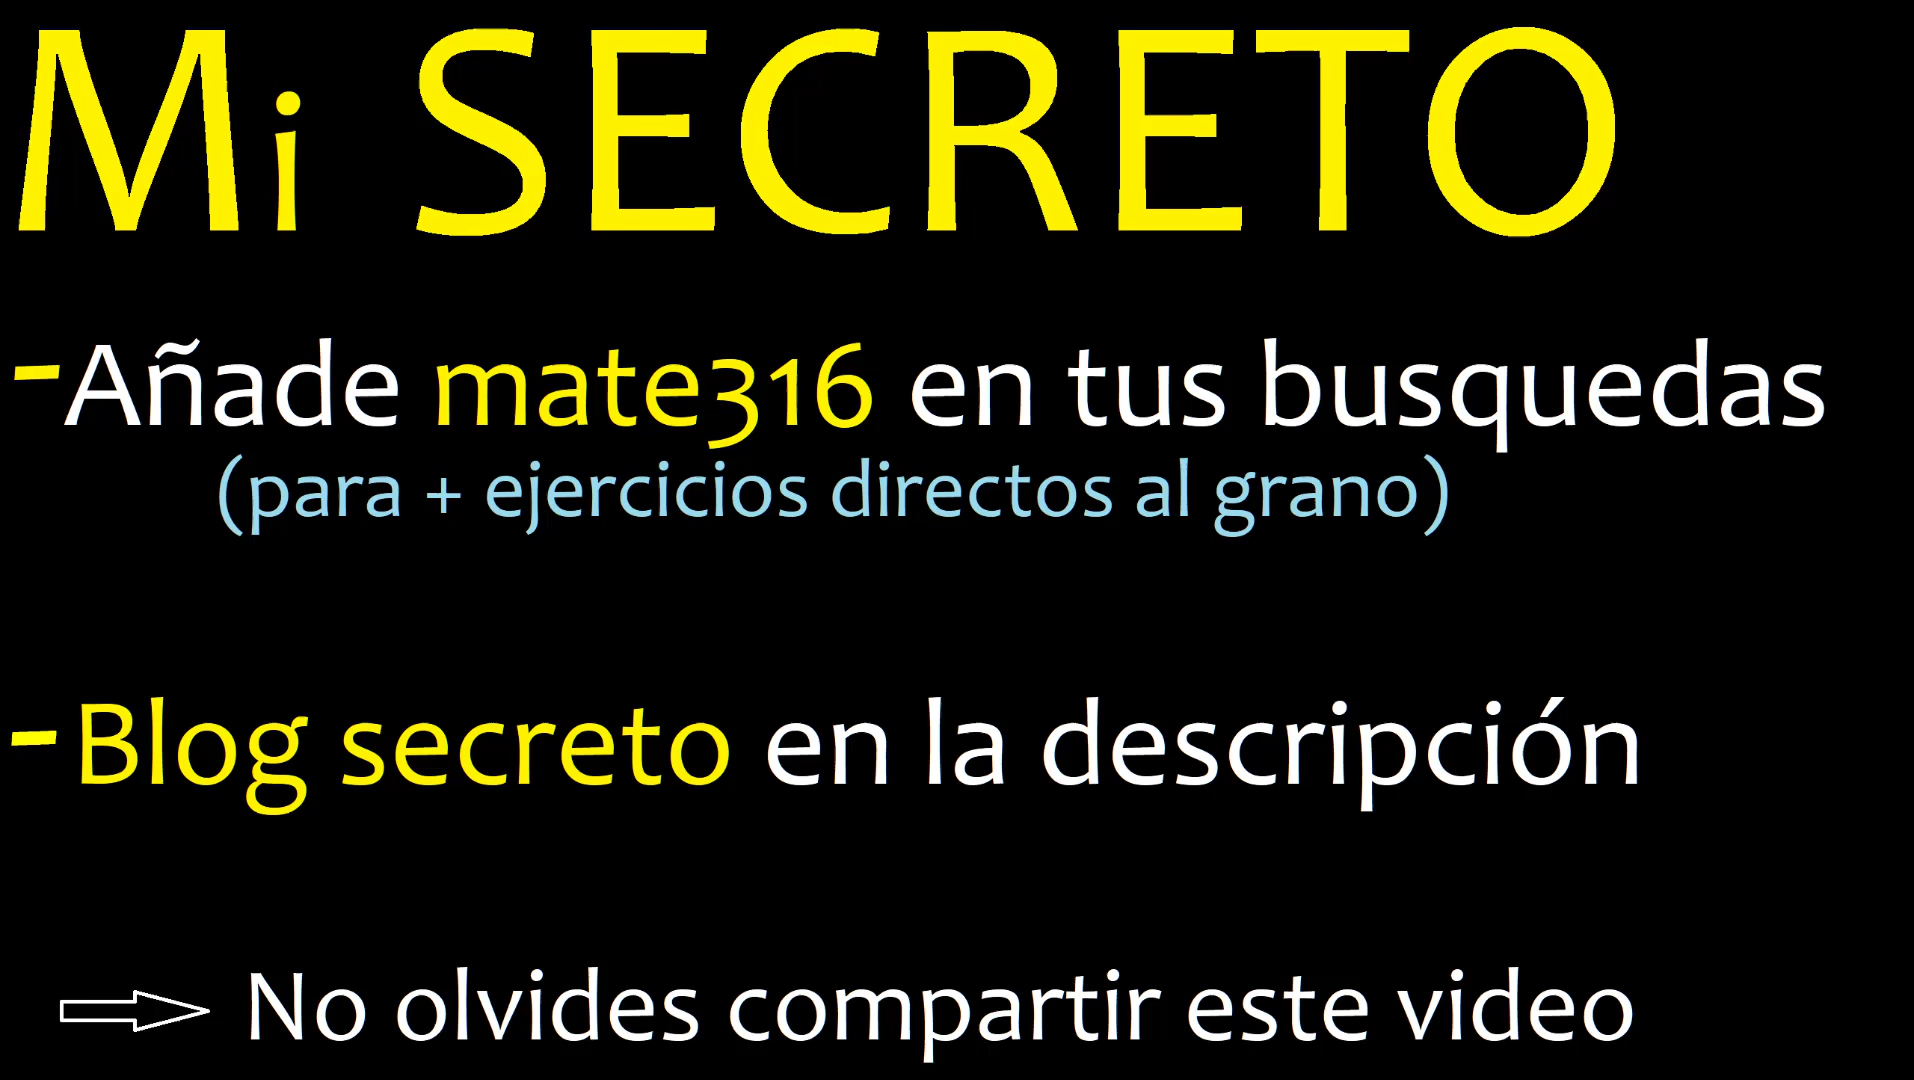 Mi SECRETO
-Añade mate316 en tus busquedas
(para + ejercicios directos al grano)
-Blog secreto en la descripción
No olvides compartir este video